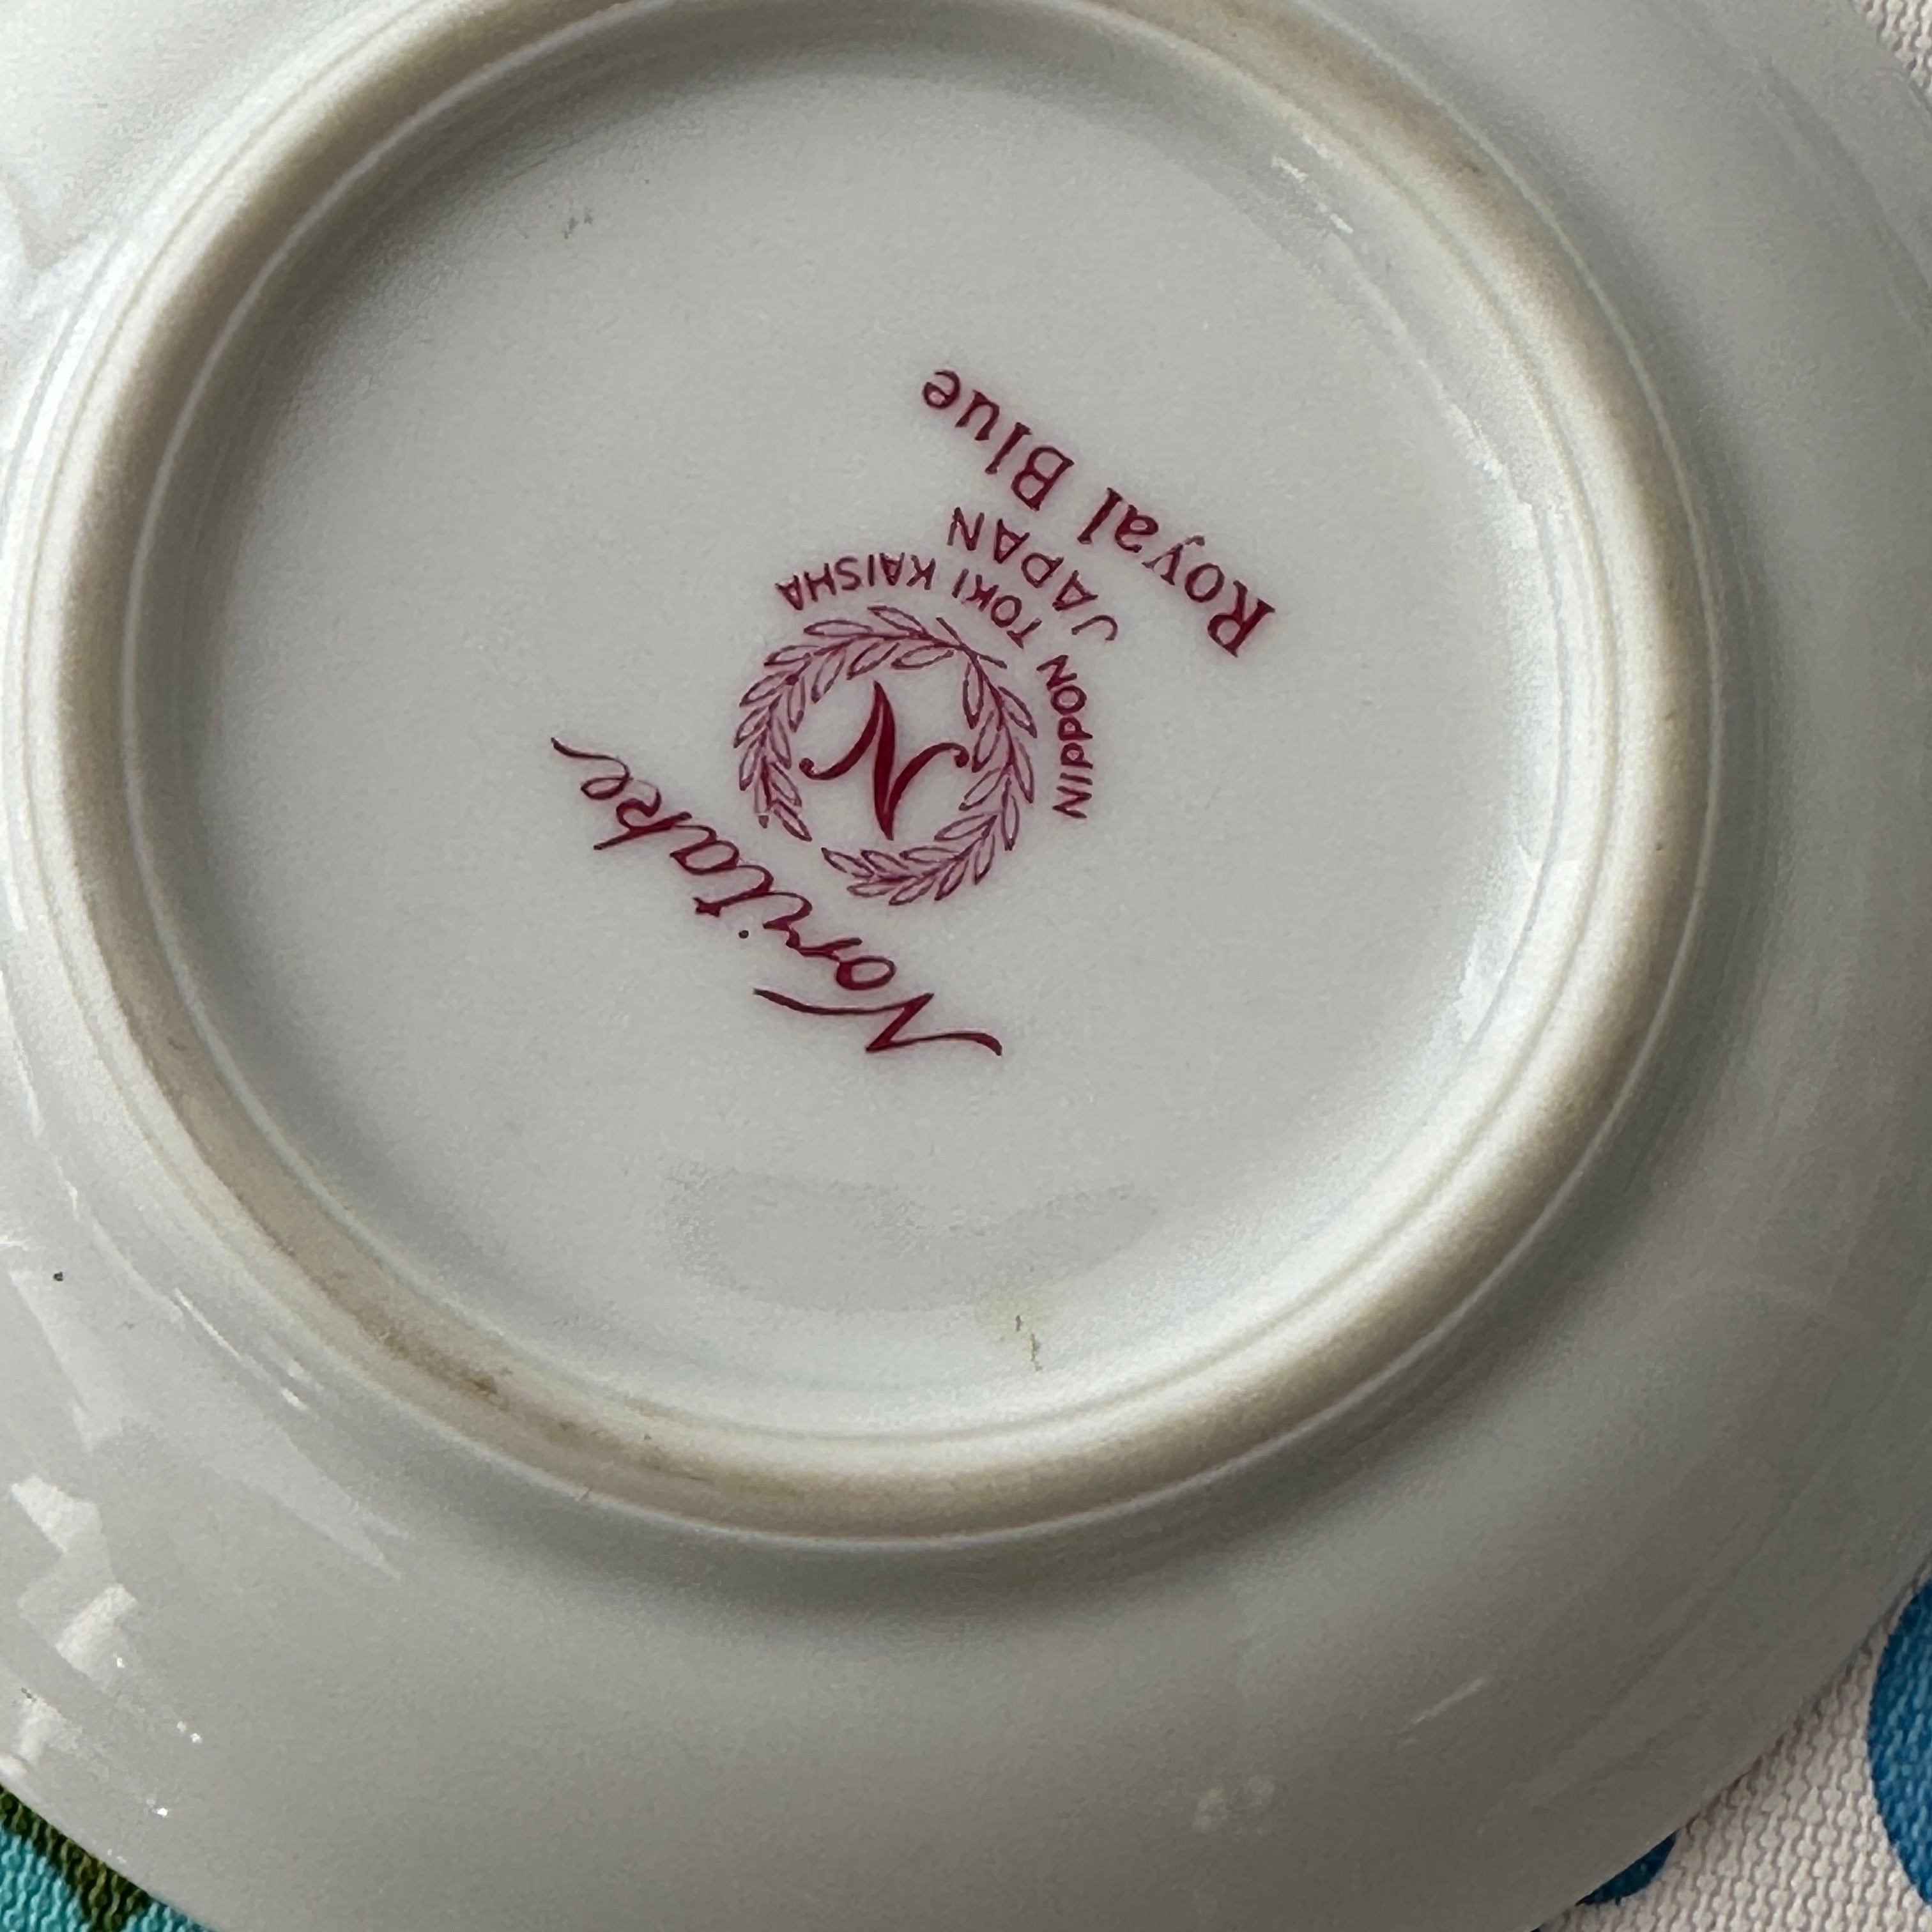 Noritake
N
NIPPON TOKI KAISHA
JAPAN
Royal Blue